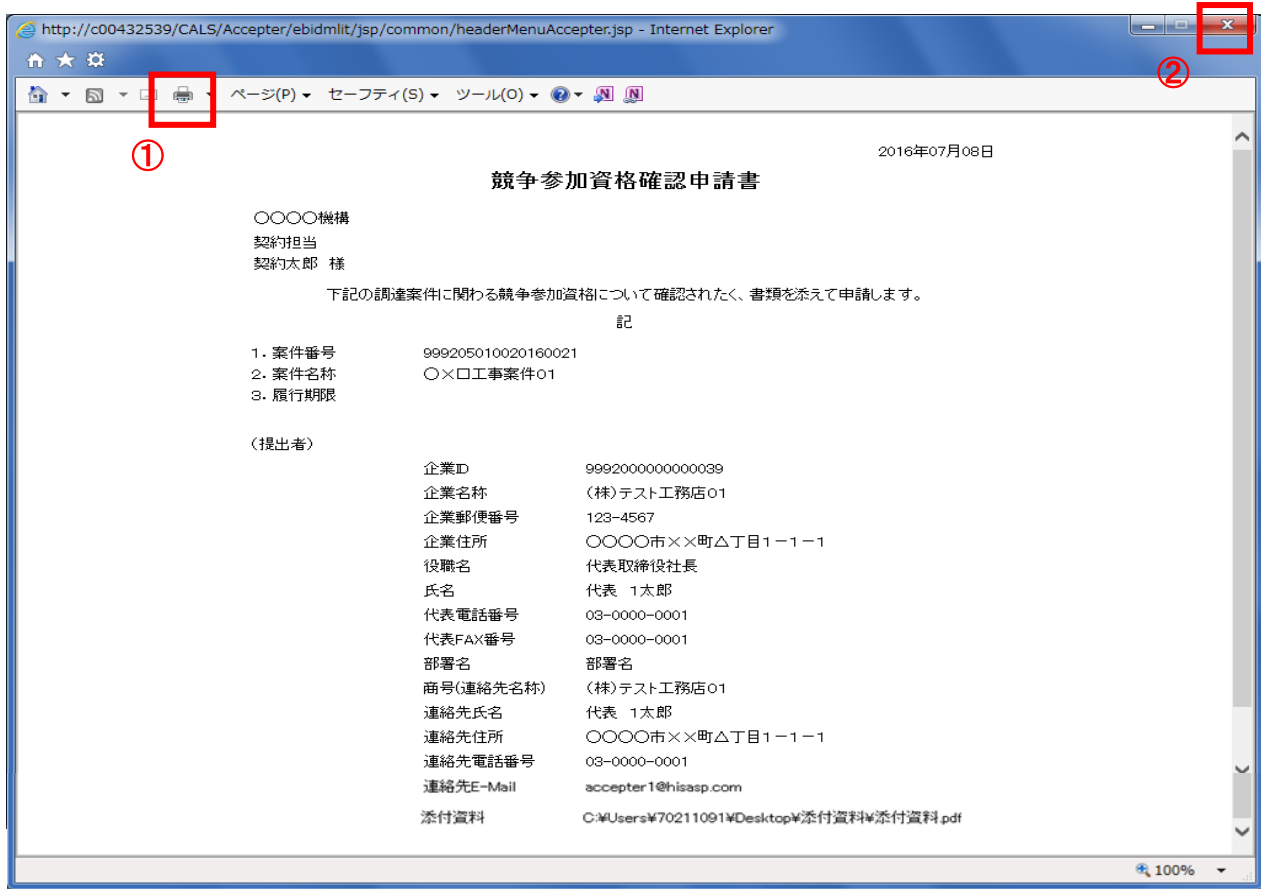 http://c00432539/CALS/Accepter/ebidmlit/jsp/common/headerMenuAccepter.jsp - Internet Explorer
②
ページ(P) セーフティ(S) ツール(O)
①
2016年07月08日
競争参加資格確認申請書
○○○○機構
契約担当
契約太郎 様
下記の調達案件に関わる競争参加資格について確認されたく、書類を添えて申請します。
記
1. 案件番号 999205010020160021
2. 案件名称 ○×口工事案件01
3. 履行期限
(提出者)
企業ID 9992000000000039
企業名称 (株)テスト工務店01
企業郵便番号 123-4567
企業住所 ○○○○市××町△丁目1-1-1
役職名 代表取締役社長
氏名 代表 1太郎
代表電話番号 03-0000-0001
代表FAX番号 03-0000-0001
部署名 部署名
商号(連絡先名称) (株)テスト工務店01
連絡先氏名 代表 1太郎
連絡先住所 ○○○○市××町△丁目1-1-1
連絡先電話番号 03-0000-0001
連絡先E-Mail accepter1@hisasp.com
添付資料 C:¥Users¥70211091¥Desktop¥添付資料¥添付資料.pdf
100%